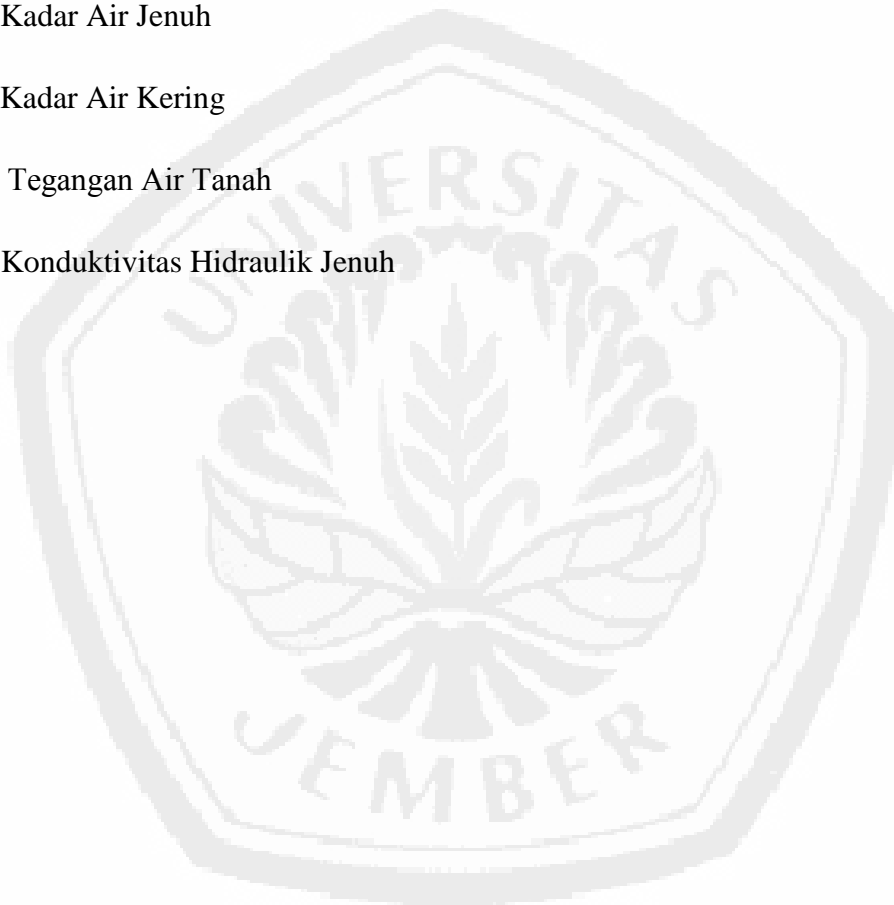 Kadar Air Jenuh
Kadar Air Kering
Tegangan Air Tanah
Konduktivitas Hidraulik Jenuh
UNIVERSITAS
JEMBER